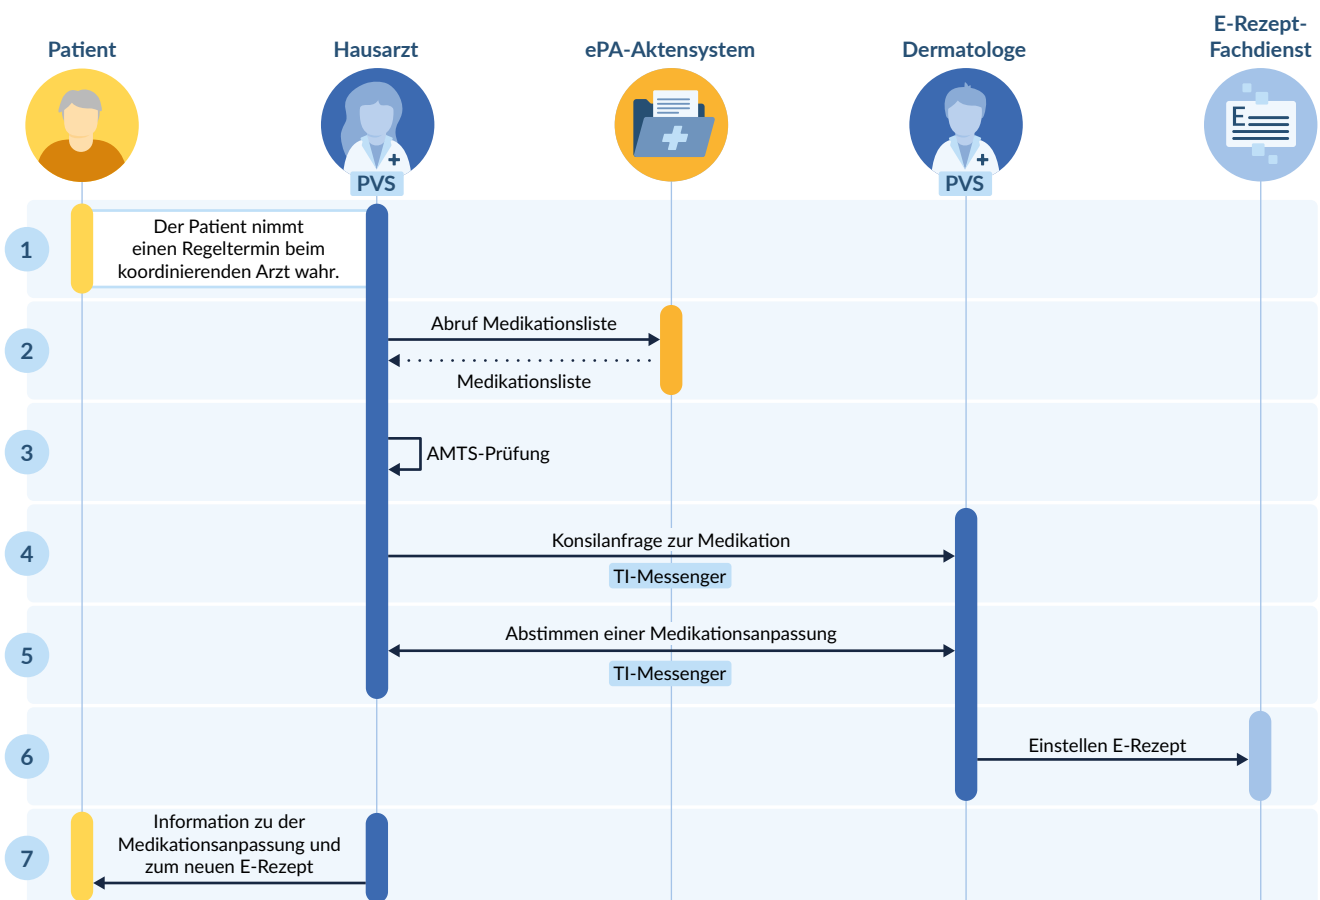 Patient
Hausarzt
ePA-Aktensystem
Dermatologe
E-Rezept-
Fachdienst
E
PVS
PVS
1
Der Patient nimmt
einen Regeltermin beim
koordinierenden Arzt wahr.
2
Abruf Medikationsliste
Medikationsliste
3
AMTS-Prüfung
4
Konsilanfrage zur Medikation
TI-Messenger
5
Abstimmen einer Medikationsanpassung
TI-Messenger
6
Einstellen E-Rezept
7
Information zu der
Medikationsanpassung und
zum neuen E-Rezept